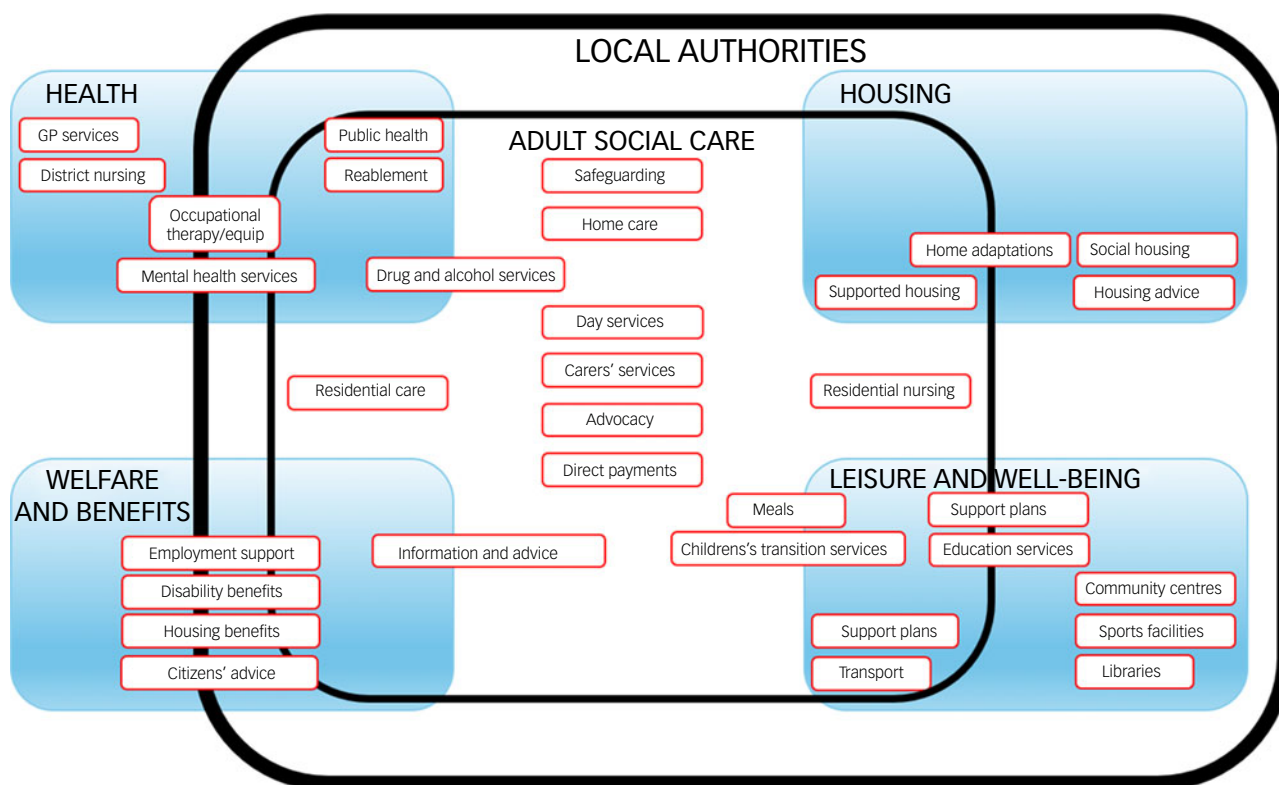 LOCAL AUTHORITIES
HEALTH
HOUSING
GP services
Public health
ADULT SOCIAL CARE
District nursing
Reablement
Safeguarding
Occupational
therapy/equip
Home care
Home adaptations
Social housing
Mental health services
Drug and alcohol services
Supported housing
Housing advice
Day services
Carers’ services
Residential care
Residential nursing
Advocacy
Direct payments
WELFARE
AND BENEFITS
LEISURE AND WELL-BEING
Meals
Support plans
Employment support
Information and advice
Childrens’s transition services
Education services
Disability benefits
Community centres
Housing benefits
Support plans
Sports facilities
Citizens’ advice
Transport
Libraries